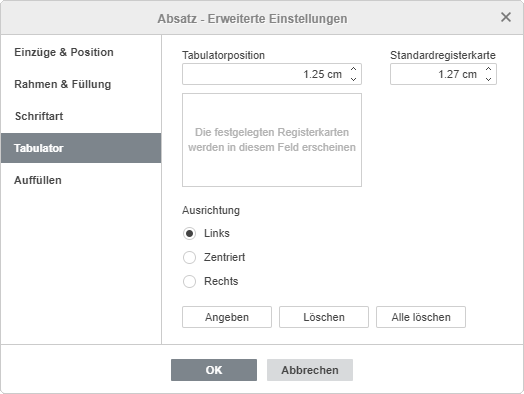 Absatz - Erweiterte Einstellungen
Einzüge & Position
Rahmen & Füllung
Schriftart
Tabulator
Auffüllen
Tabulatorposition
1.25 cm
Standardregisterkarte
1.27 cm
Die festgelegten Registerkarten
werden in diesem Feld erscheinen
Ausrichtung
Links
Zentriert
Rechts
Angeben
Löschen
Alle löschen
OK
Abbrechen